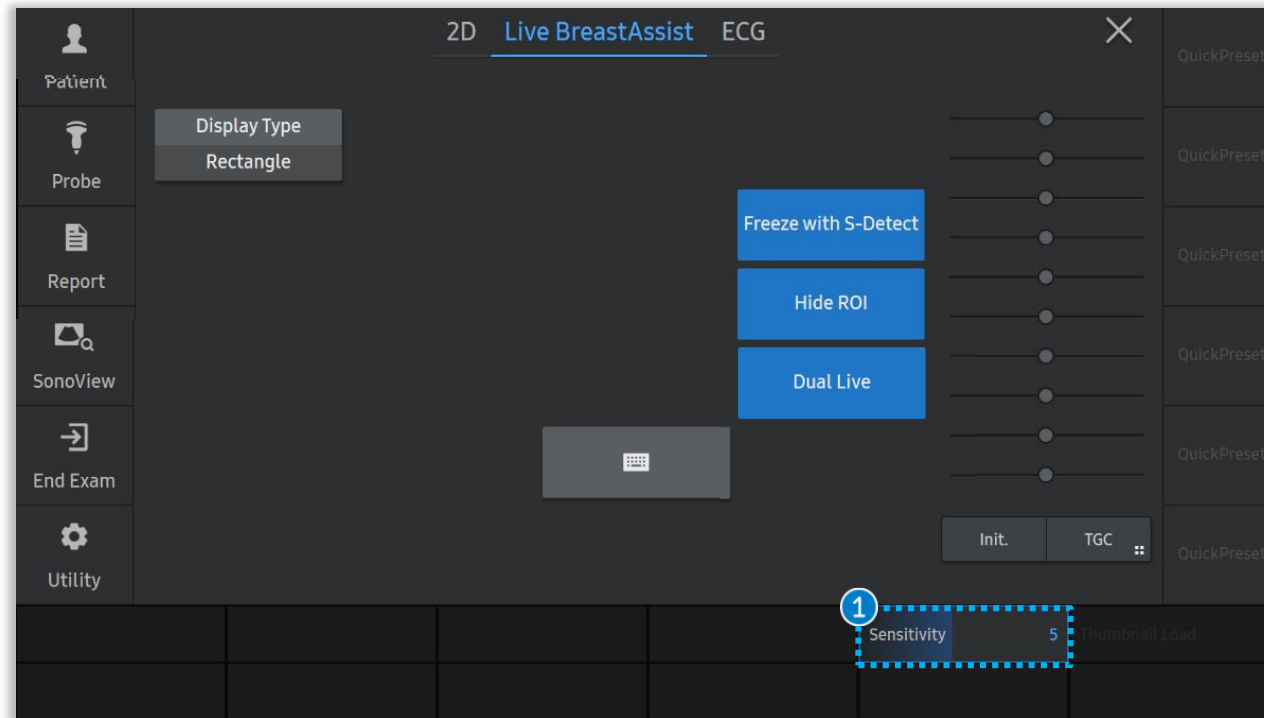 2D Live BreastAssist ECG
Patient
Probe
Report
SonoView
End Exam
Utility
Display Type
Rectangle
Freeze with S-Detect
Hide ROI
Dual Live
Init. TGC
QuickPreset
QuickPreset
QuickPreset
QuickPreset
QuickPreset
QuickPreset
1
Sensitivity 5
Thumbnail Load